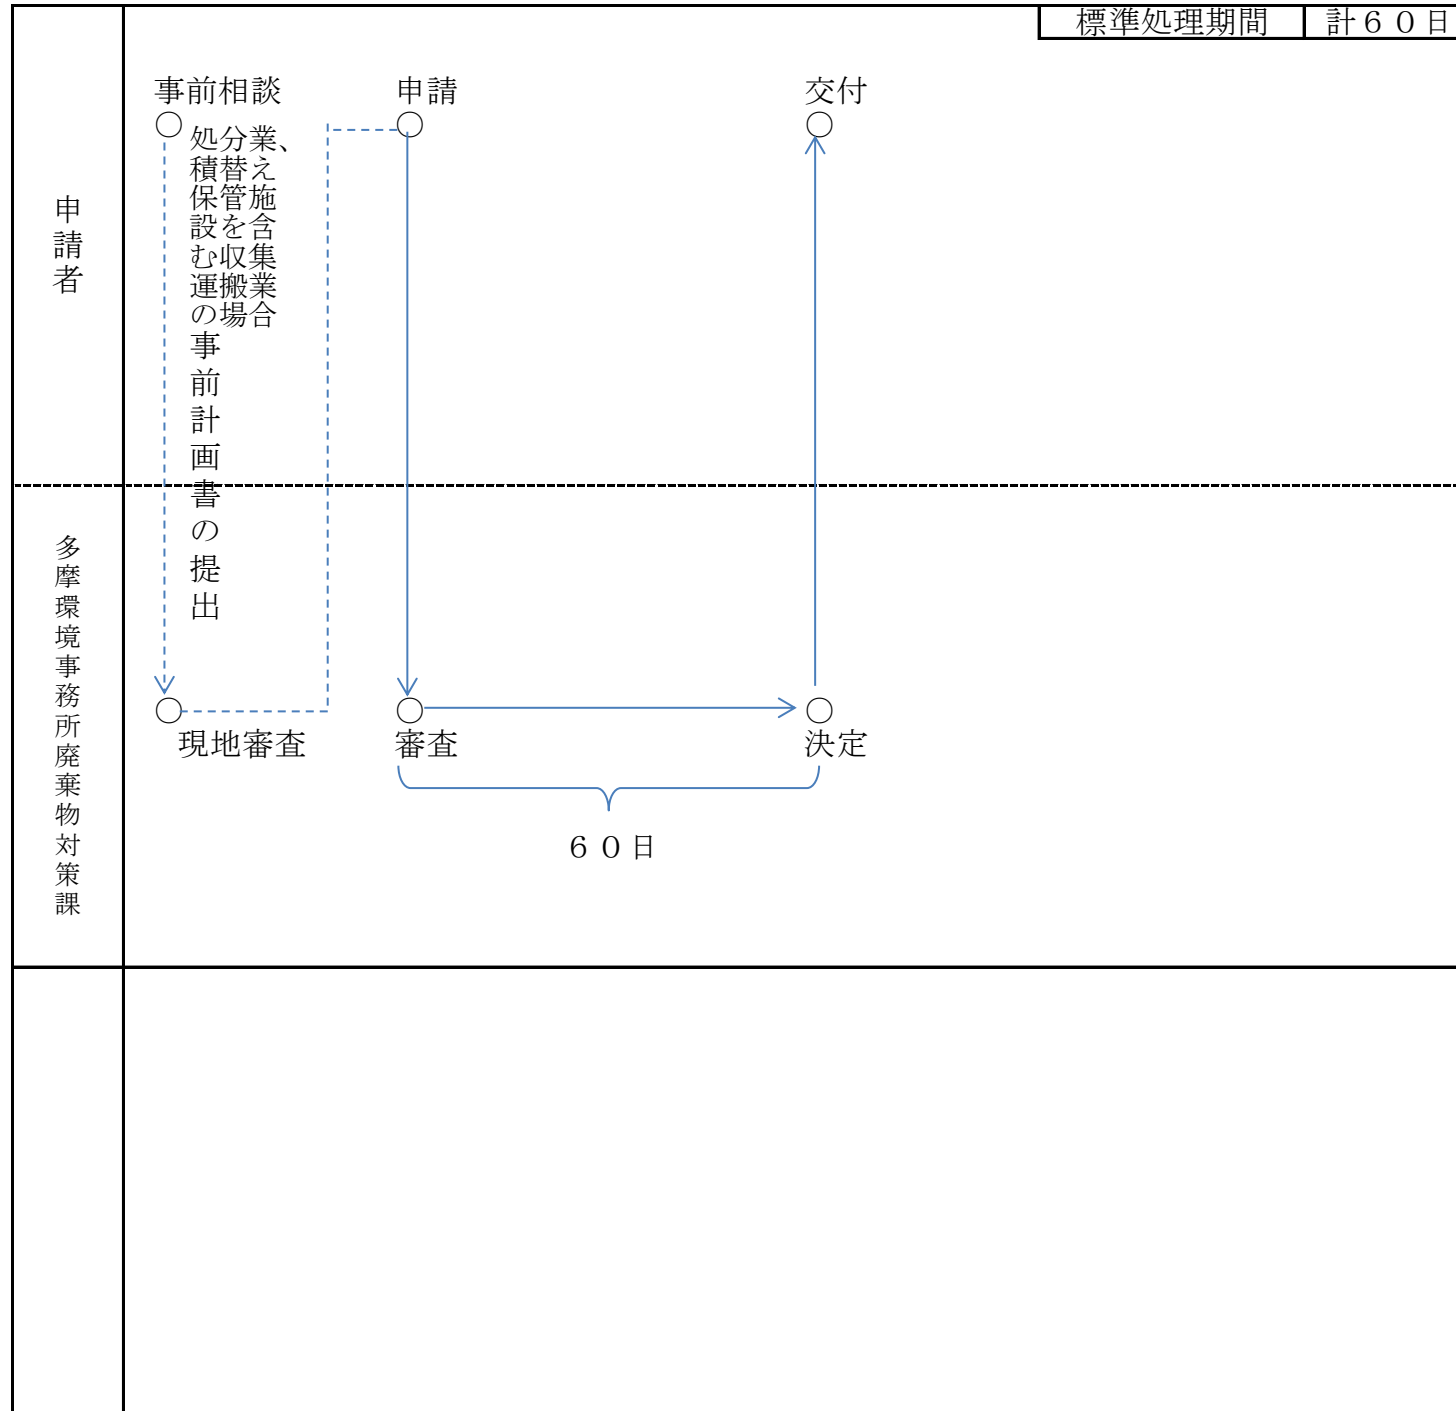 標準処理期間 計60日
事前相談 申請 交付
処分業、
積替え
保管施
設を含
む収集
運搬業
の場合
事前計画書の提出
申請者
多摩環境事務所廃棄物対策課
現地審査 審査 決定
60日